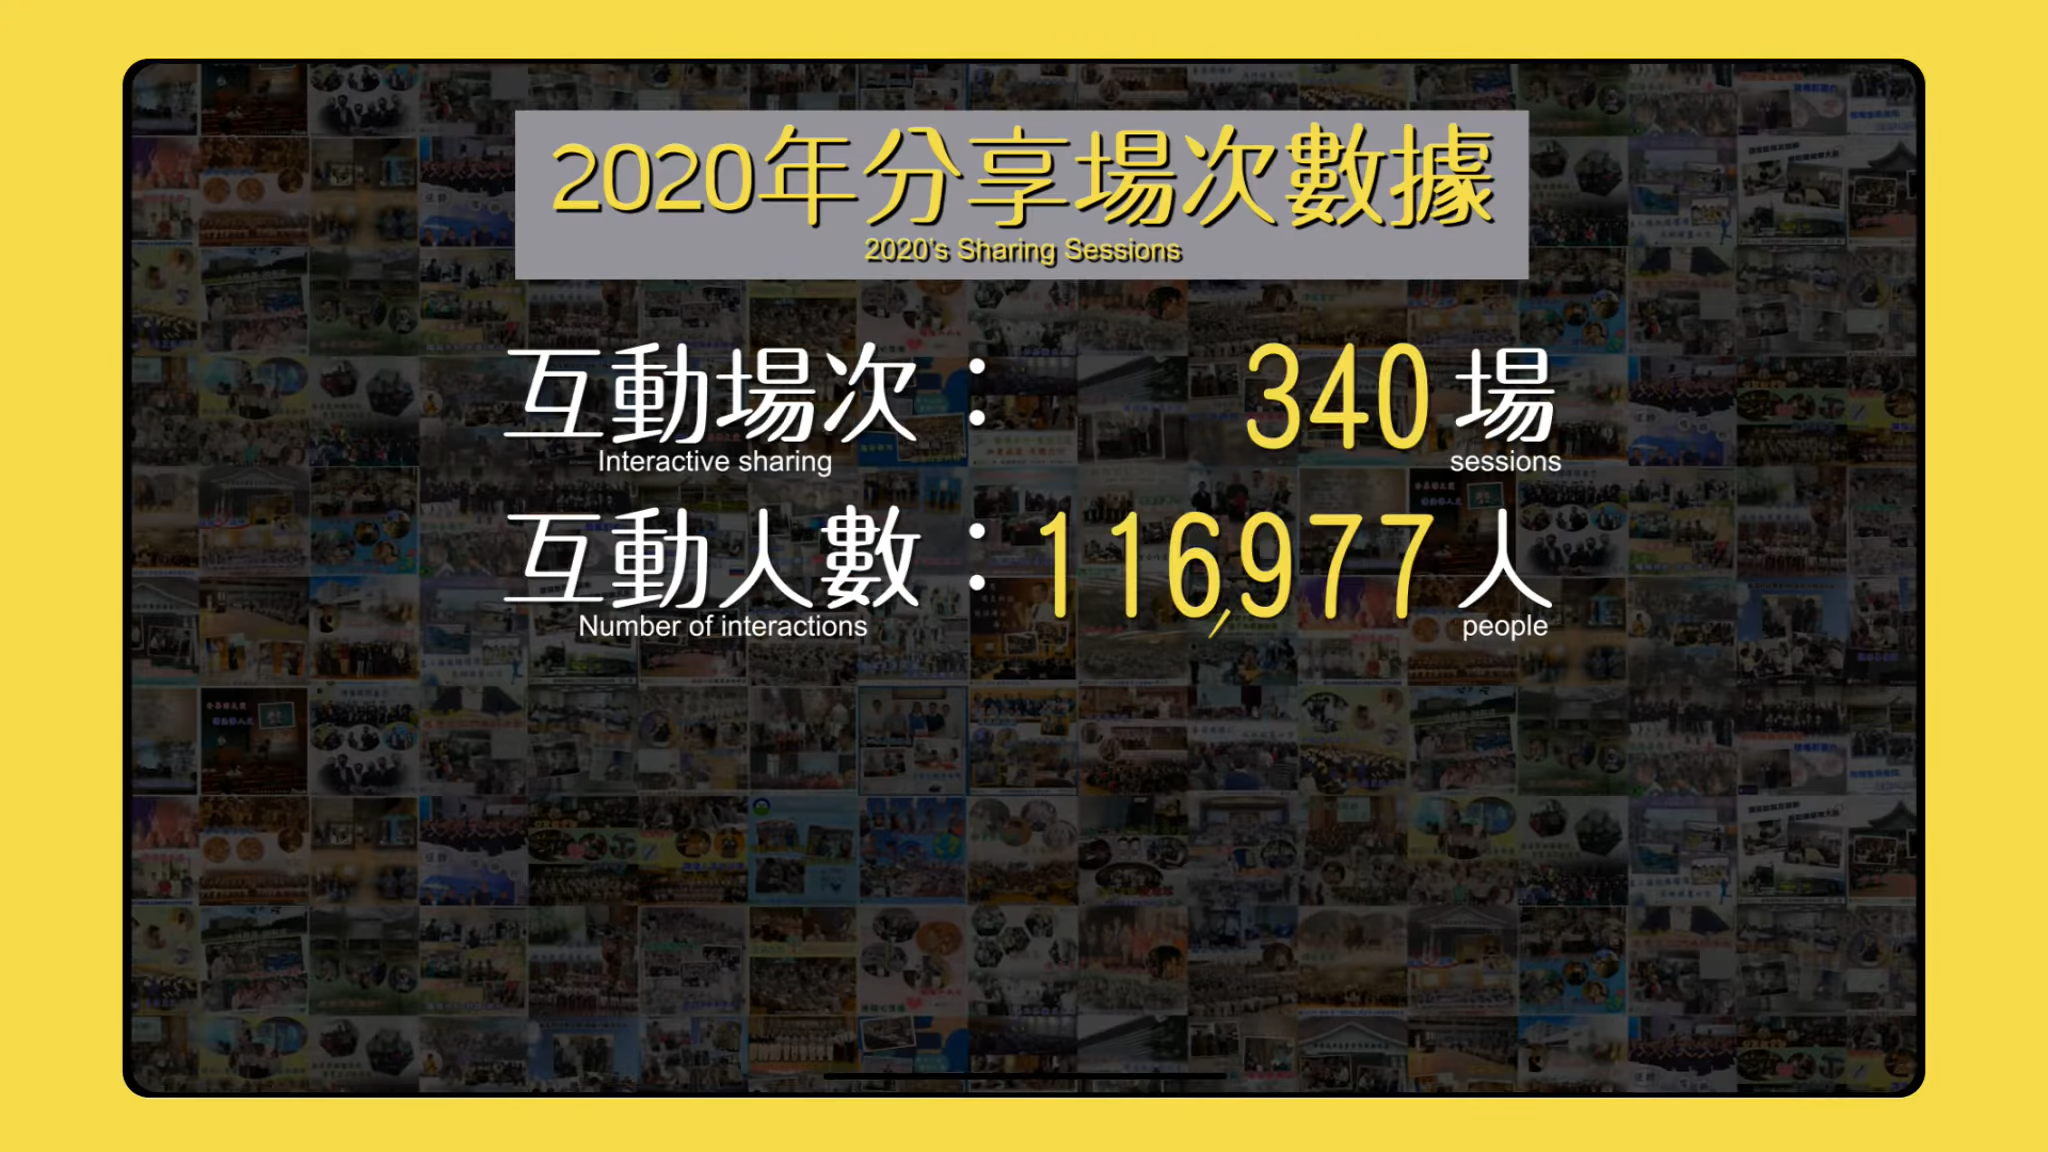 2020年分享場次數據
2020's Sharing Sessions
互動場次：340場
Interactive sharing sessions
互動人數：116,977人
Number of interactions people